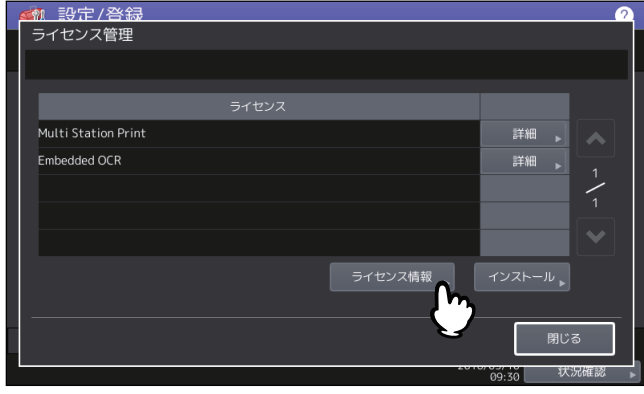 設定/登録
?
ライセンス管理
ライセンス
Multi Station Print 詳細
Embedded OCR 詳細
1
1
ライセンス情報 インストール
閉じる
09:30 状況確認